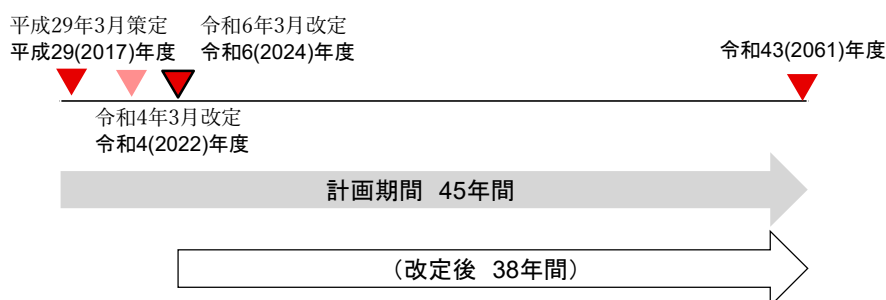 平成29年3月策定
平成29(2017)年度
令和6年3月改定
令和6(2024)年度
令和43(2061)年度
令和4年3月改定
令和4(2022)年度
計画期間 45年間
（改定後 38年間）